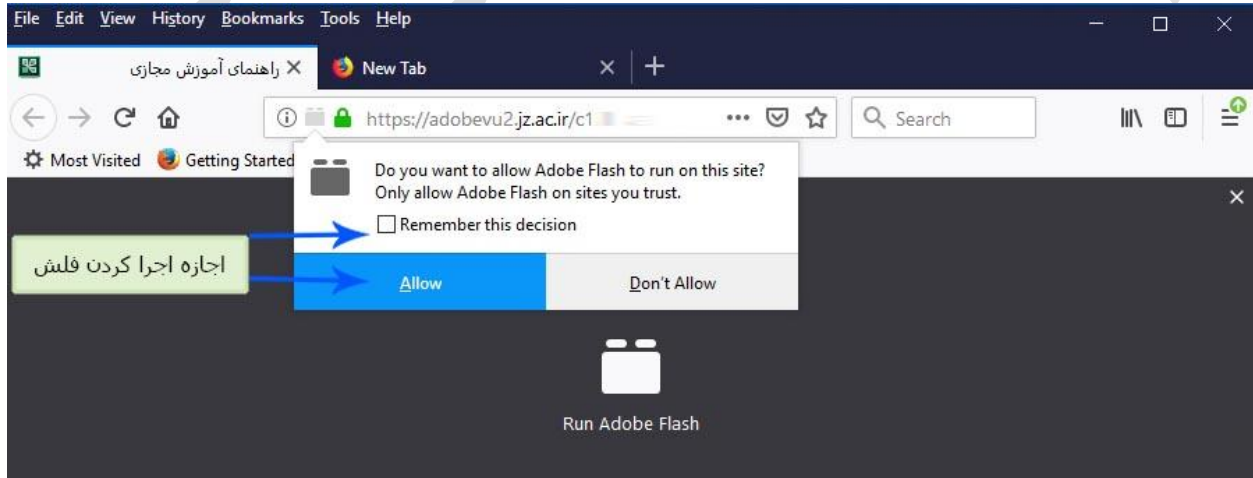 File Edit View History Bookmarks Tools Help
راهنمای آموزش مجازی
New Tab
https://adobevu2.jz.ac.ir/c1
Search
Most Visited Getting Started
Do you want to allow Adobe Flash to run on this site?
Only allow Adobe Flash on sites you trust.
Remember this decision
اجازه اجرا کردن فلش
Allow Don't Allow
Run Adobe Flash